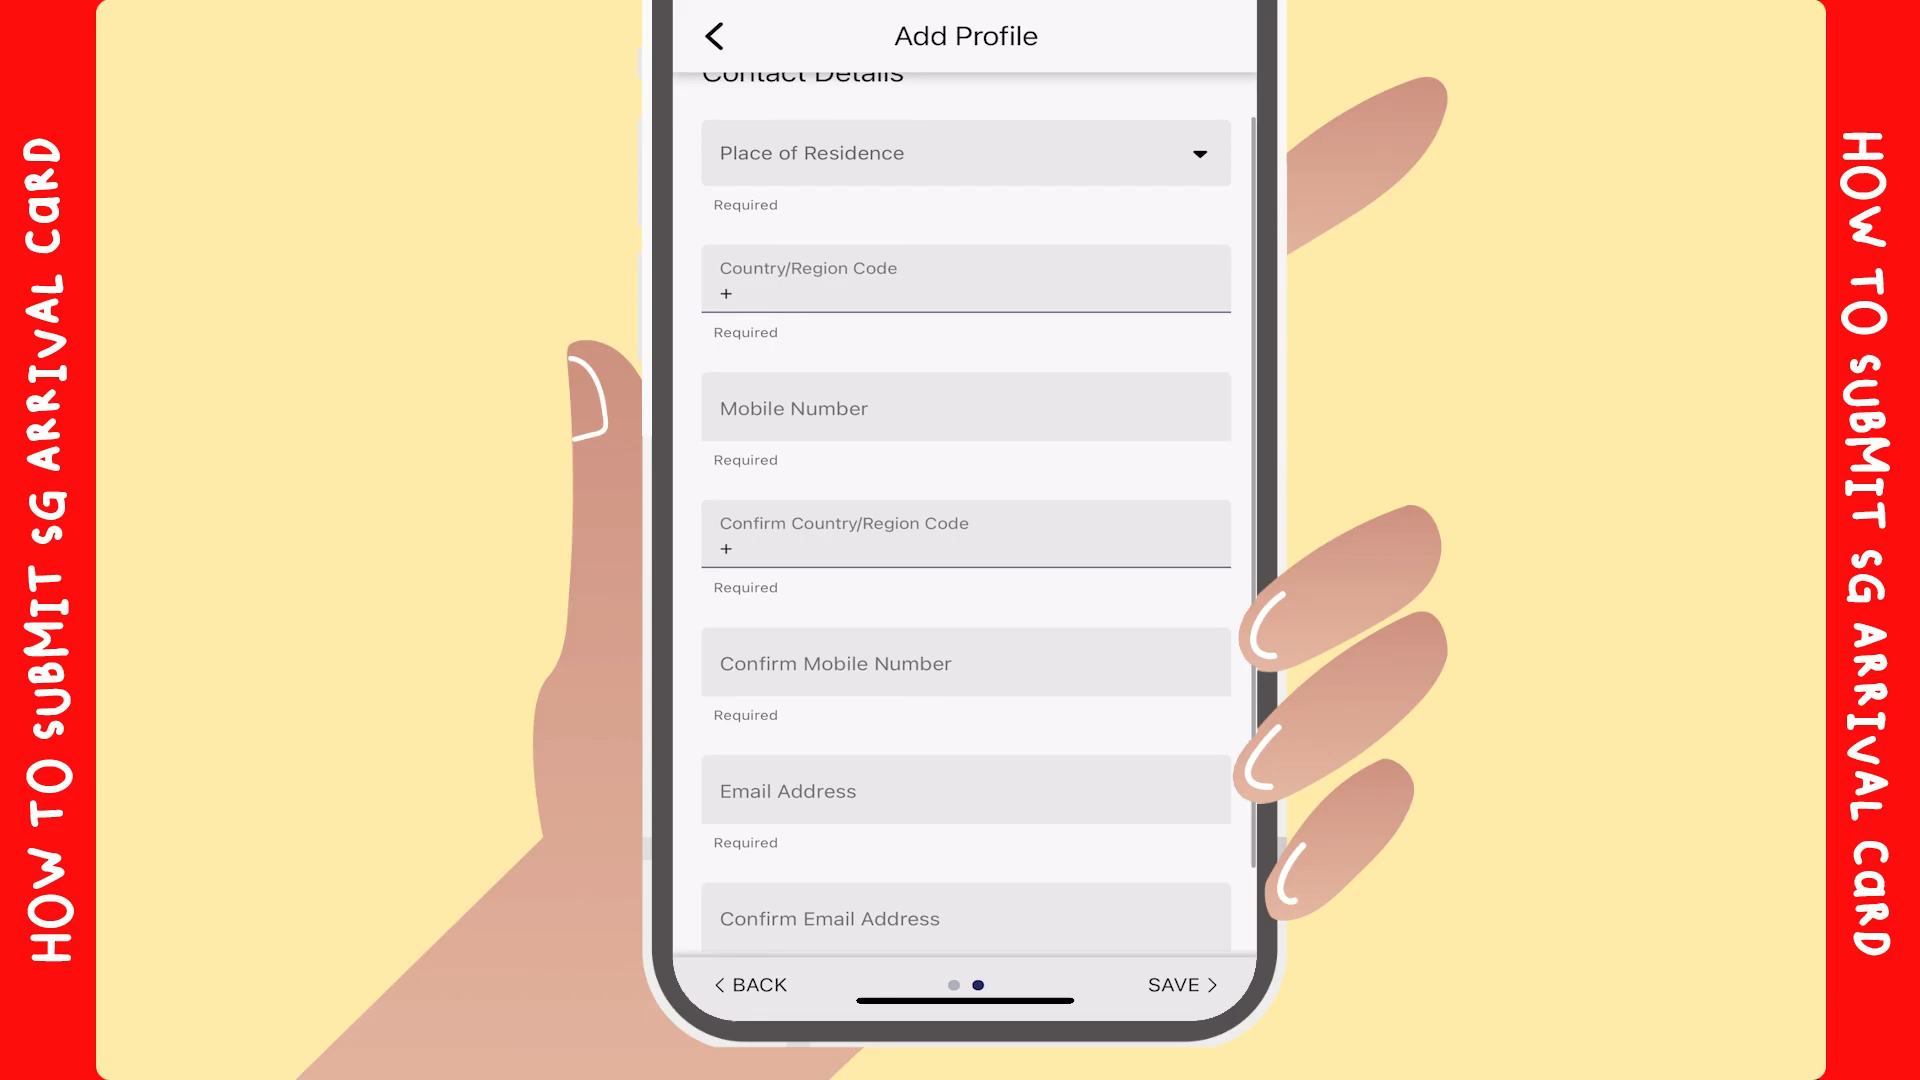 HOW TO SUBMIT SG ARRIVAL CARD
Add Profile
Contact Details
Place of Residence
Required
Country/Region Code
+
Required
Mobile Number
Required
Confirm Country/Region Code
+
Required
Confirm Mobile Number
Required
Email Address
Required
Confirm Email Address
BACK
SAVE
HOW TO SUBMIT SG ARRIVAL CARD